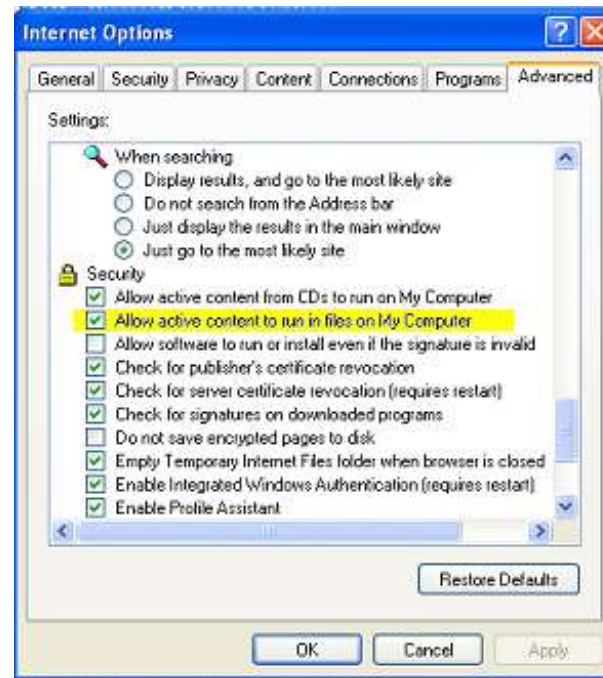 Internet Options
General Security Privacy Content Connections Programs Advanced
Settings:
When searching
Display results, and go to the most likely site
Do not search from the Address bar
Just display the results in the main window
Just go to the most likely site
Security
Allow active content from CDs to run on My Computer
Allow active content to run in files on My Computer
Allow software to run or install even if the signature is invalid
Check for publisher's certificate revocation
Check for server certificate revocation (requires restart)
Check for signatures on downloaded programs
Do not save encrypted pages to disk
Empty Temporary Internet Files folder when browser is closed
Enable Integrated Windows Authentication (requires restart)
Enable Profile Assistant
Restore Defaults
OK Cancel Apply